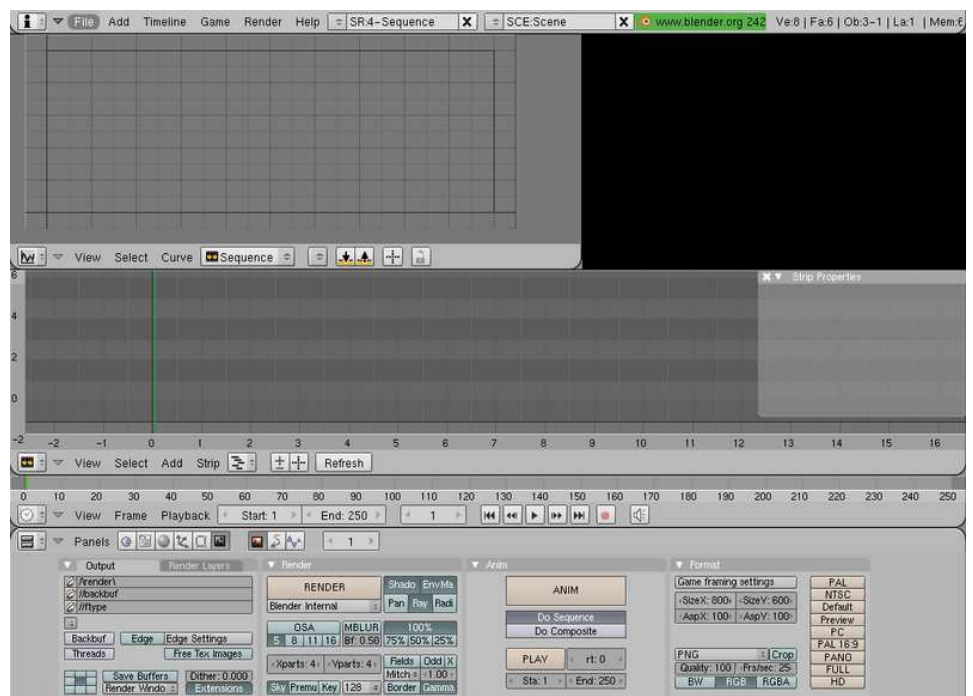 File Add Timeline Game Render Help SR:4-Sequence X SCE:Scene X www.blender.org 242 Ve:8 | Fa:6 | Ob:3-1 | La:1 | Mem:6
View Select Curve Sequence
Strip Properties
6
4
2
0
-2
-2 -1 0 1 2 3 4 5 6 7 8 9 10 11 12 13 14 15 16
View Select Add Strip Refresh
0 10 20 30 40 50 60 70 80 90 100 110 120 130 140 150 160 170 180 190 200 210 220 230 240 250
View Frame Playback Start: 1 End: 250 1
Panels 1
Output Render Layers
/render\
//backbuf
//ftype
Backbuf Edge Edge Settings
Threads Free Tex Images
Save Buffers Dither: 0.000
Render Windo Extensions
Render
RENDER Shado EnvMa
Blender Internal Pan Ray Radi
OSA MBLUR 100%
5 8 11 16 Bf: 0.50 75% 50% 25%
Xparts: 4 Yparts: 4 Fields Odd X
Mitch 1.00
Sky Premu Key 128 Border Gamma
Anim
ANIM
Do Sequence
Do Composite
PLAY rt: 0
Sta: 1 End: 250
Format
Game framing settings
SizeX: 800 SizeY: 600
AspX: 100 AspY: 100
PNG Crop
Quality: 100 Frs/sec: 25
BW RGB RGBA
PAL
NTSC
Default
Preview
PC
PAL 16:9
PANO
FULL
HD